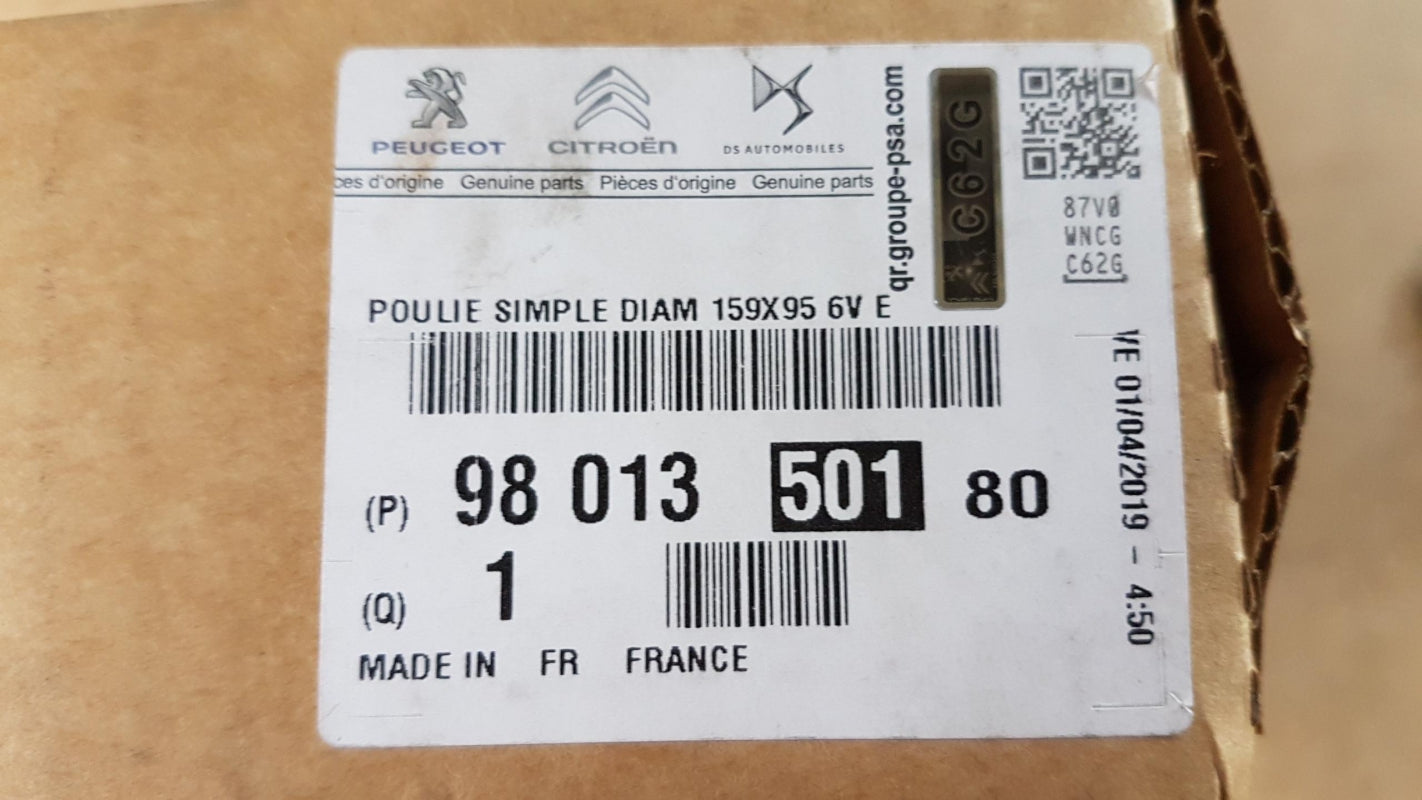 PEUGEOT CITROËN DS AUTOMOBILES
ces d'origine Genuine parts Pièces d'origine Genuine parts
qr.groupe-psa.com
C62G
87V0
WNCG
C62G
POULIE SIMPLE DIAM 159X95 6V E
VE 01/04/2019 - 4:50
(P) 98 013 501 80
(Q) 1
MADE IN FR FRANCE